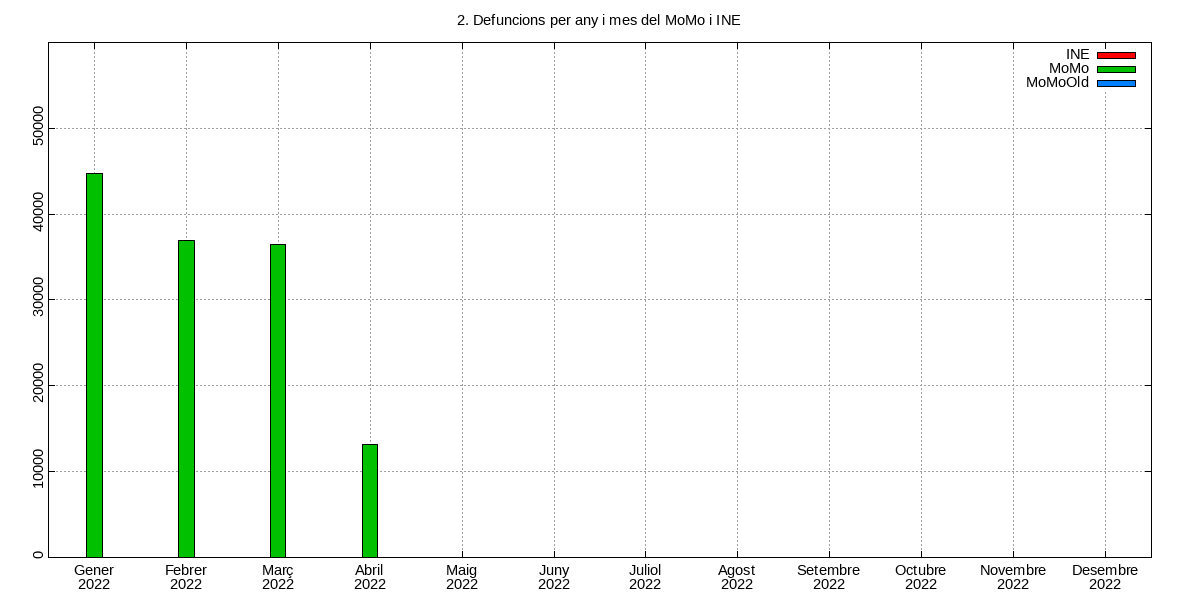 2. Defuncions per any i mes del MoMo i INE
INE
MoMo
MoMoOld
50000
40000
30000
20000
10000
0
Gener Febrer Març Abril Maig Juny Juliol Agost Setembre Octubre Novembre Desembre
2022 2022 2022 2022 2022 2022 2022 2022 2022 2022 2022 2022